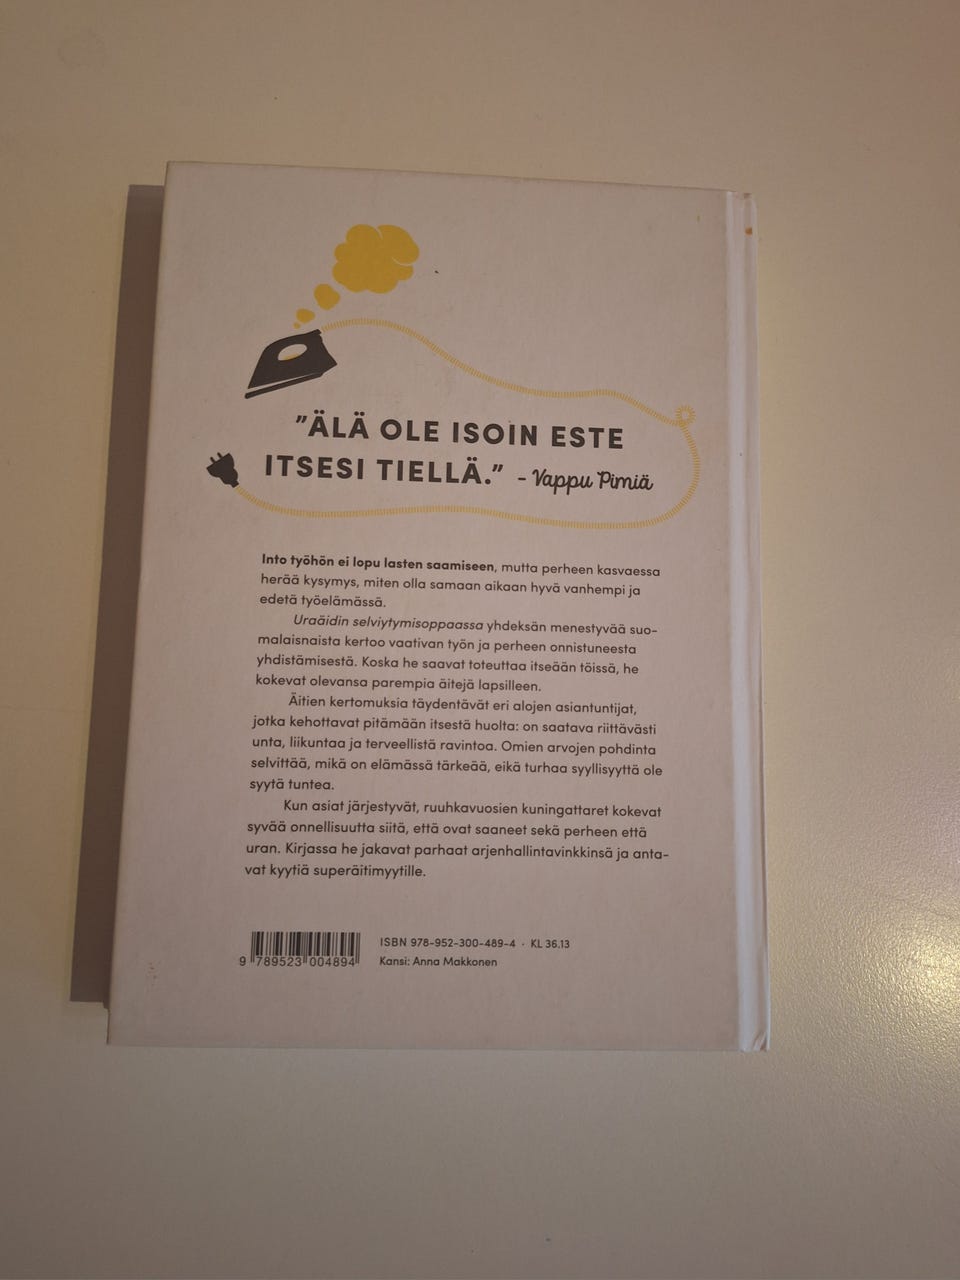 ”ÄLÄ OLE ISOIN ESTE
ITSESI TIELLÄ.” - Vappu Pimiä
Into työhön ei lopu lasten saamiseen, mutta perheen kasvaessa
herää kysymys, miten olla samaan aikaan hyvä vanhempi ja
edetä työelämässä.
Uraäidin selviytymisoppaassa yhdeksän menestyvää suo-
malaisnaista kertoo vaativan työn ja perheen onnistuneesta
yhdistämisestä. Koska he saavat toteuttaa itseään töissä, he
kokevat olevansa parempia äitejä lapsilleen.
Äitien kertomuksia täydentävät eri alojen asiantuntijat,
jotka kehottavat pitämään itsestä huolta: on saatava riittävästi
unta, liikuntaa ja terveellistä ravintoa. Omien arvojen pohdinta
selvittää, mikä on elämässä tärkeää, eikä turhaa syyllisyyttä ole
syytä tuntea.
Kun asiat järjestyvät, ruuhkavuosien kuningattaret kokevat
syvää onnellisuutta siitä, että ovat saaneet sekä perheen että
uran. Kirjassa he jakavat parhaat arjenhallintavinkkinsä ja anta-
vat kyytiä superäitimyytille.
ISBN 978-952-300-489-4 · KL 36.13
9 789523 004894 Kansi: Anna Makkonen